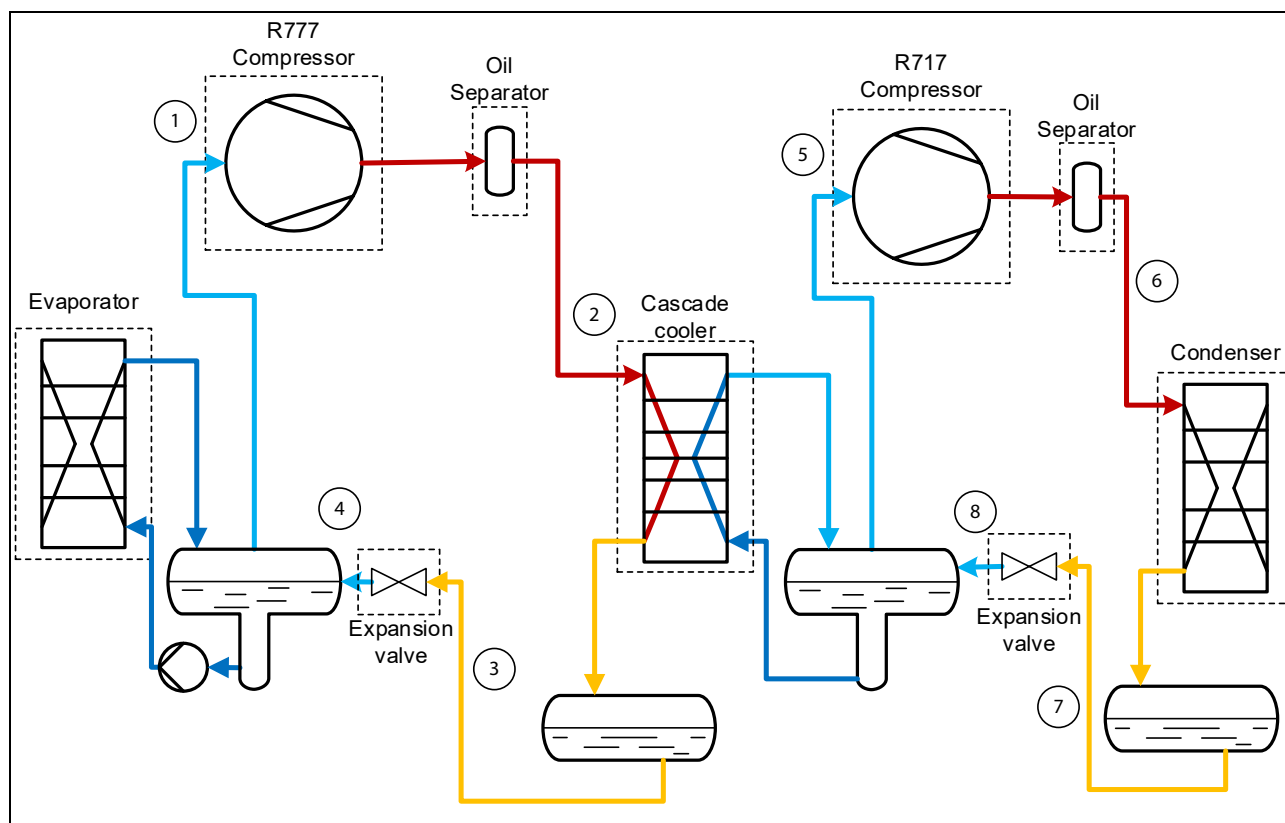 R777
Compressor
Oil
Separator
R717
Compressor
Oil
Separator
1
5
6
Evaporator
2
Cascade
cooler
Condenser
4
8
Expansion
valve
Expansion
valve
3
7